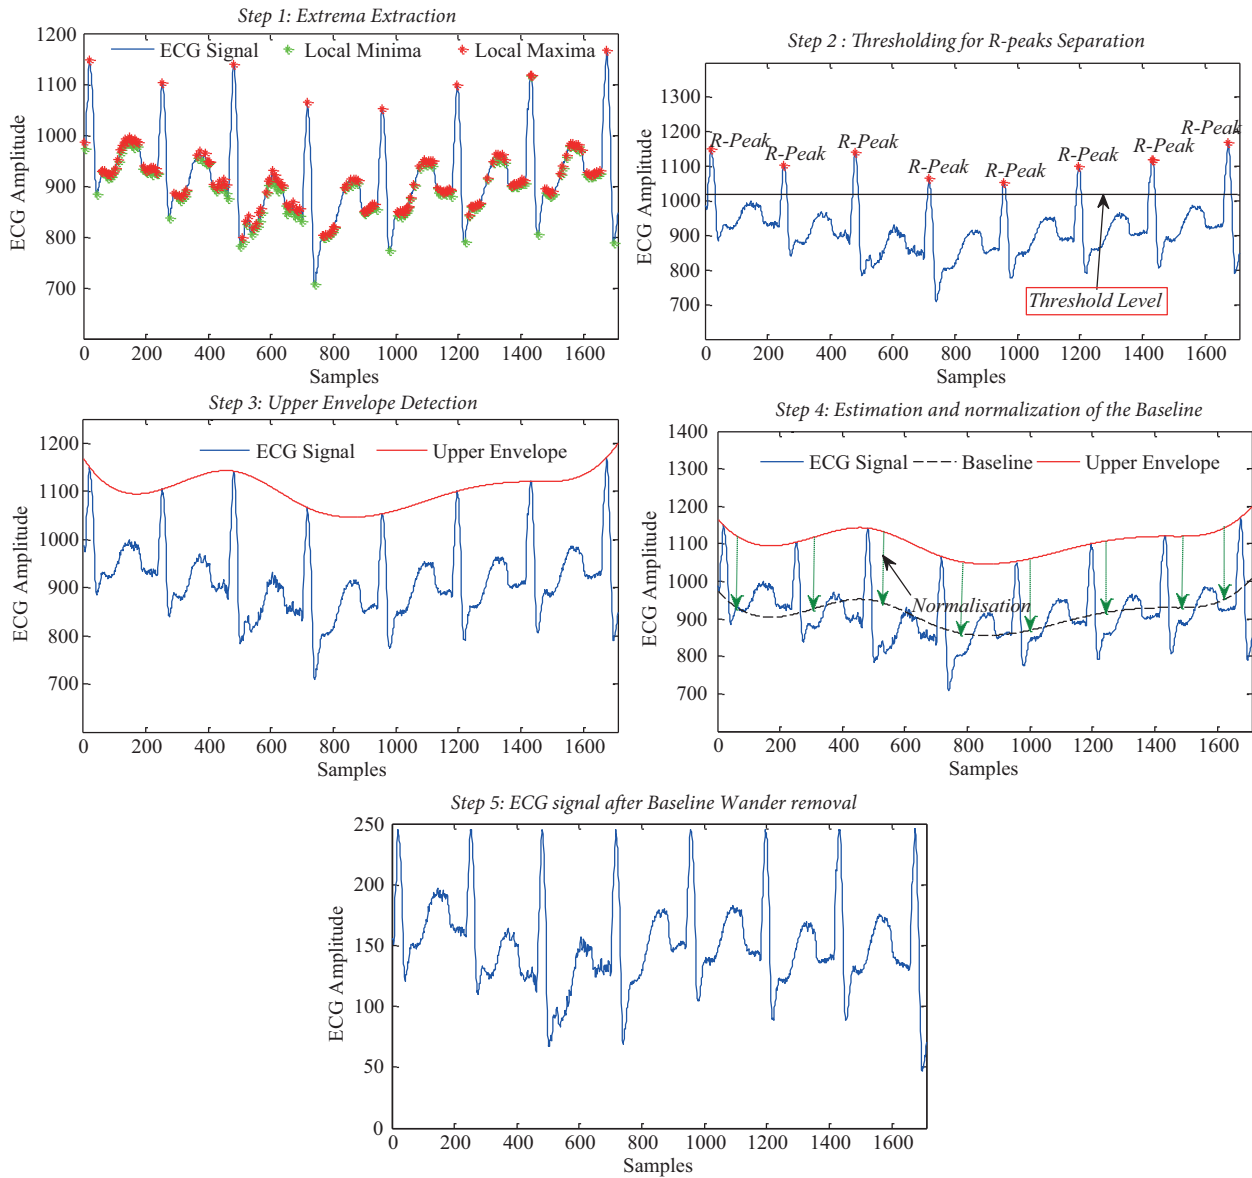 Step 1: Extrema Extraction
ECG Signal Local Minima Local Maxima
1200
1100
1000
900
800
700
ECG Amplitude
0 200 400 600 800 1000 1200 1400 1600
Samples
Step 2 : Thresholding for R-peaks Separation
1300
1200
1100
1000
900
800
700
ECG Amplitude
R-Peak R-Peak R-Peak R-Peak R-Peak R-Peak R-Peak R-Peak
Threshold Level
0 200 400 600 800 1000 1200 1400 1600
Samples
Step 3: Upper Envelope Detection
ECG Signal Upper Envelope
1200
1100
1000
900
800
700
ECG Amplitude
0 200 400 600 800 1000 1200 1400 1600
Samples
Step 4: Estimation and normalization of the Baseline
ECG Signal Baseline Upper Envelope
1400
1300
1200
1100
1000
900
800
700
ECG Amplitude
Normalisation
0 200 400 600 800 1000 1200 1400 1600
Samples
Step 5: ECG signal after Baseline Wander removal
250
200
150
100
50
0
ECG Amplitude
0 200 400 600 800 1000 1200 1400 1600
Samples